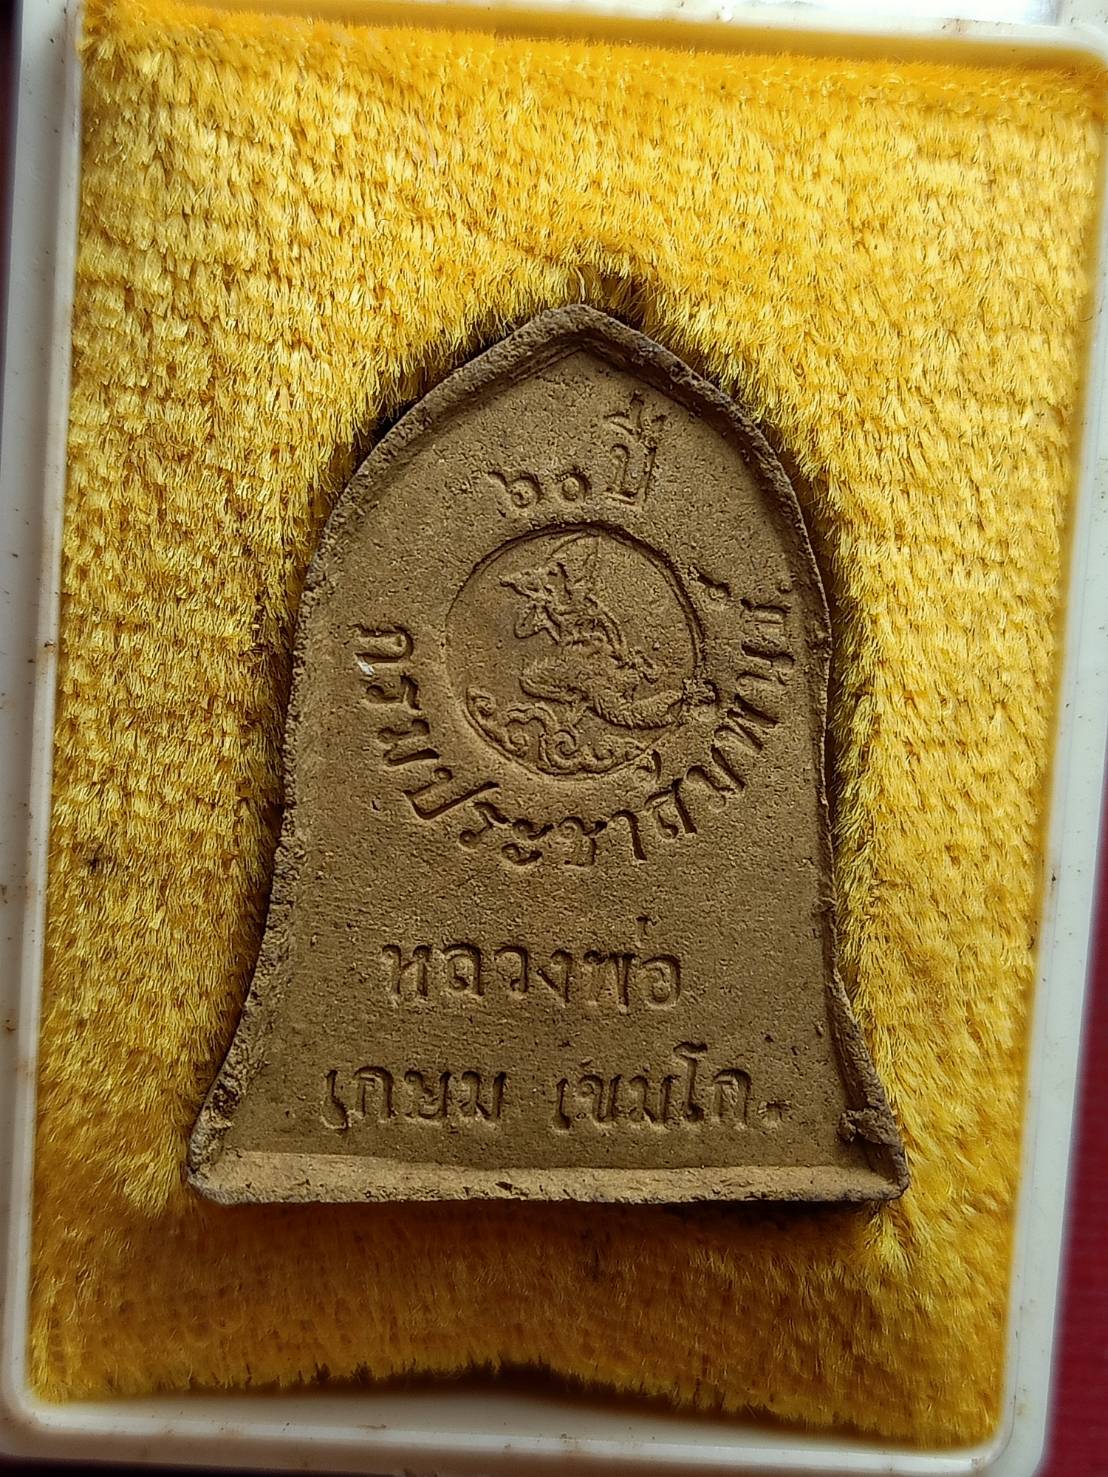 ๖๐ ปี
กรมประชาสัมพันธ์
หลวงพ่อ
เกษม เขมโก.